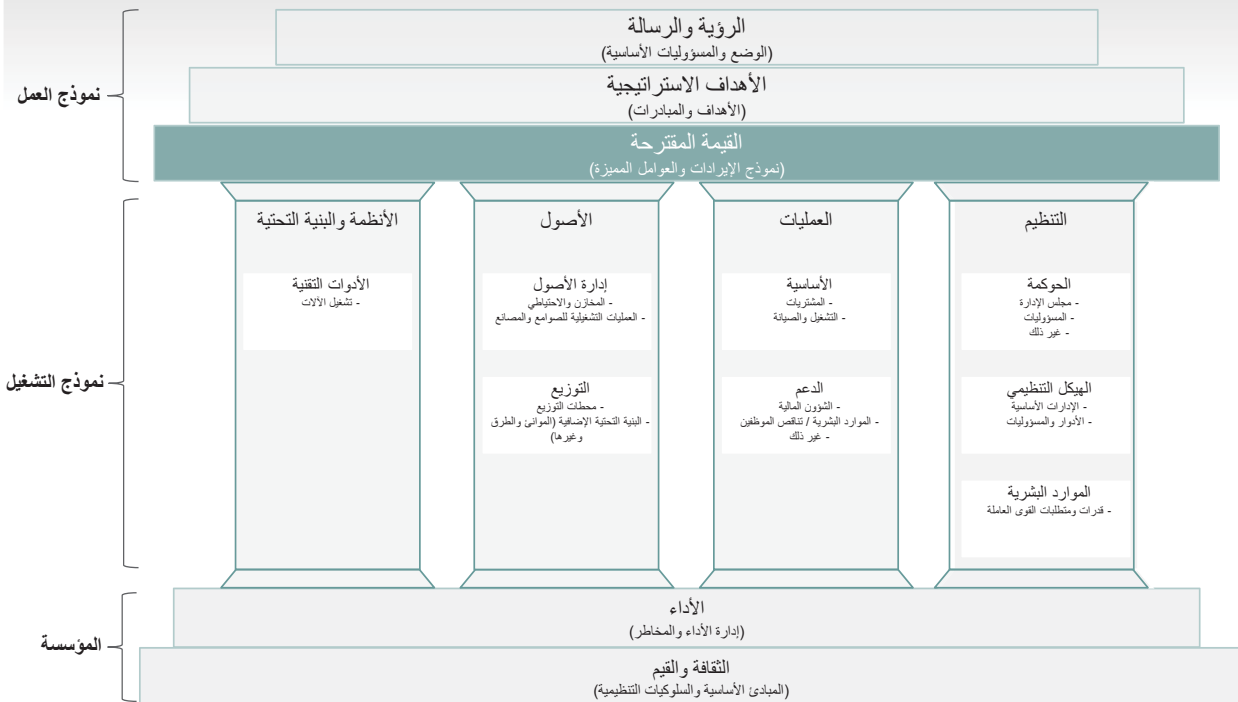 الرؤية والرسالة
(الوضع والمسؤوليات الأساسية)
الأهداف الاستراتيجية
(الأهداف والمبادرات)
القيمة المقترحة
(نموذج الإيرادات والعوامل المميزة)
نموذج العمل
نموذج التشغيل
التنظيم
الحوكمة
- مجلس الإدارة
- المسؤوليات
- غير ذلك
الهيكل التنظيمي
- الإدارات الأساسية
- الأدوار والمسؤوليات
الموارد البشرية
- قدرات ومتطلبات القوى العاملة
العمليات
الأساسية
- المشتريات
- التشغيل والصيانة
الدعم
- الشؤون المالية
- الموارد البشرية / تناقص الموظفين
- غير ذلك
الأصول
إدارة الأصول
- المخازن والاحتياطي
- العمليات التشغيلية للصوامع والمصانع
التوزيع
- محطات التوزيع
- البنية التحتية الإضافية (الموانئ والطرق
وغيرها)
الأنظمة والبنية التحتية
الأدوات التقنية
- تشغيل الآلات
المؤسسة
الأداء
(إدارة الأداء والمخاطر)
الثقافة والقيم
(المبادئ الأساسية والسلوكيات التنظيمية)